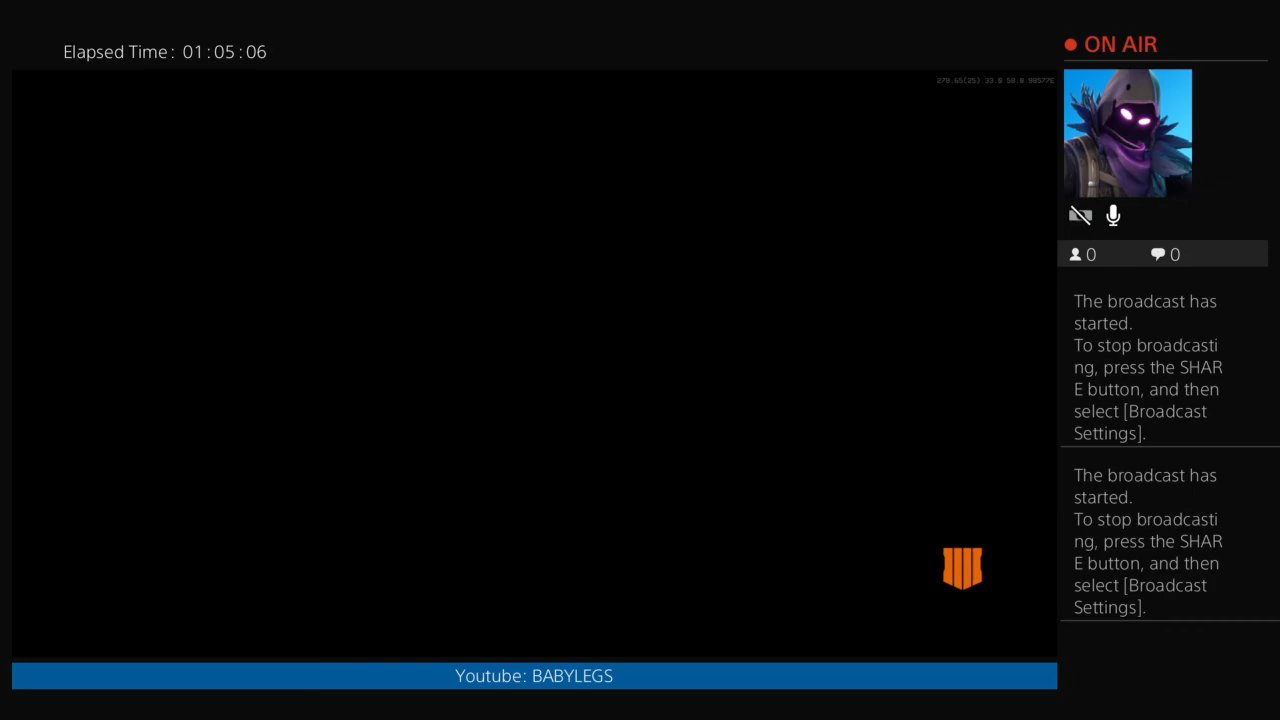 Elapsed Time: 01:05:06
ON AIR
0 0
The broadcast has
started.
To stop broadcasti
ng, press the SHAR
E button, and then
select [Broadcast
Settings].
The broadcast has
started.
To stop broadcasti
ng, press the SHAR
E button, and then
select [Broadcast
Settings].
Youtube: BABYLEGS